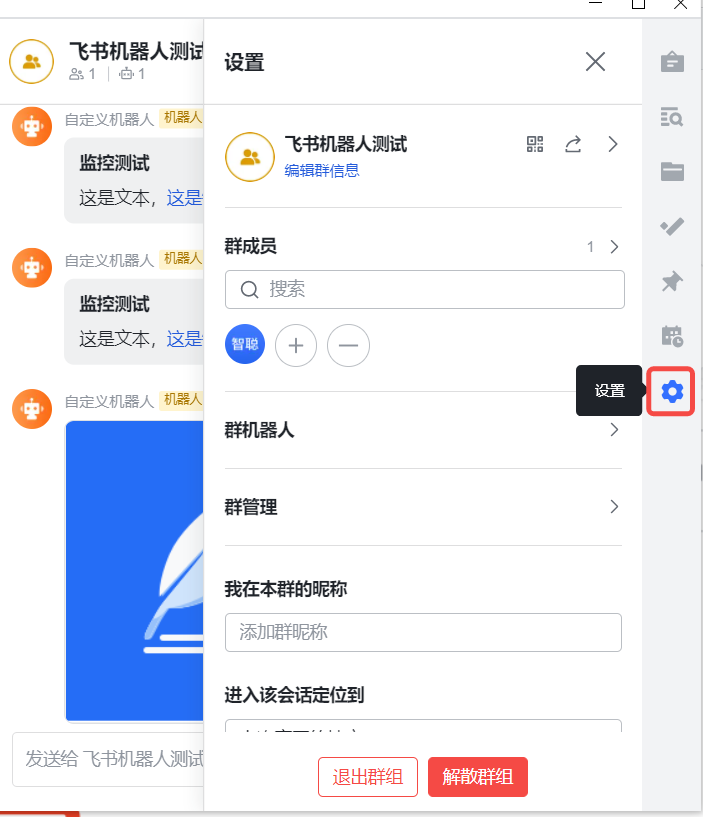 飞书机器人测试
1
1
自定义机器人 机器人
监控测试
这是文本，这是
自定义机器人 机器人
监控测试
这是文本，这是
自定义机器人 机器人
发送给 飞书机器人测试
设置
飞书机器人测试
编辑群信息
群成员
1
搜索
智聪
设置
群机器人
群管理
我在本群的昵称
添加群昵称
进入该会话定位到
退出群组
解散群组